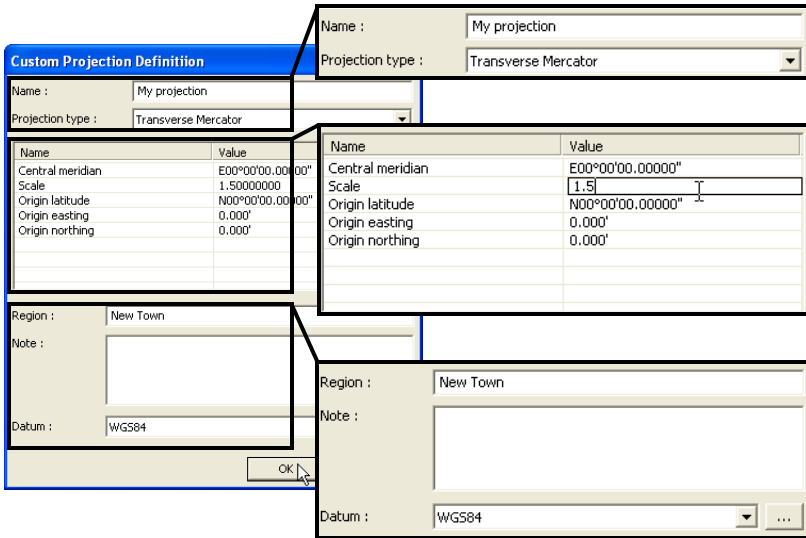 Custom Projection Definitiion
Name : My projection
Projection type : Transverse Mercator
Name Value
Central meridian E00°00'00.00000"
Scale 1.50000000
Origin latitude N00°00'00.00000"
Origin easting 0.000'
Origin northing 0.000'
Region : New Town
Note :
Datum : WGS84
OK
Name : My projection
Projection type : Transverse Mercator
Name Value
Central meridian E00°00'00.00000"
Scale 1.5
Origin latitude N00°00'00.00000"
Origin easting 0.000'
Origin northing 0.000'
Region : New Town
Note :
Datum : WGS84 ...